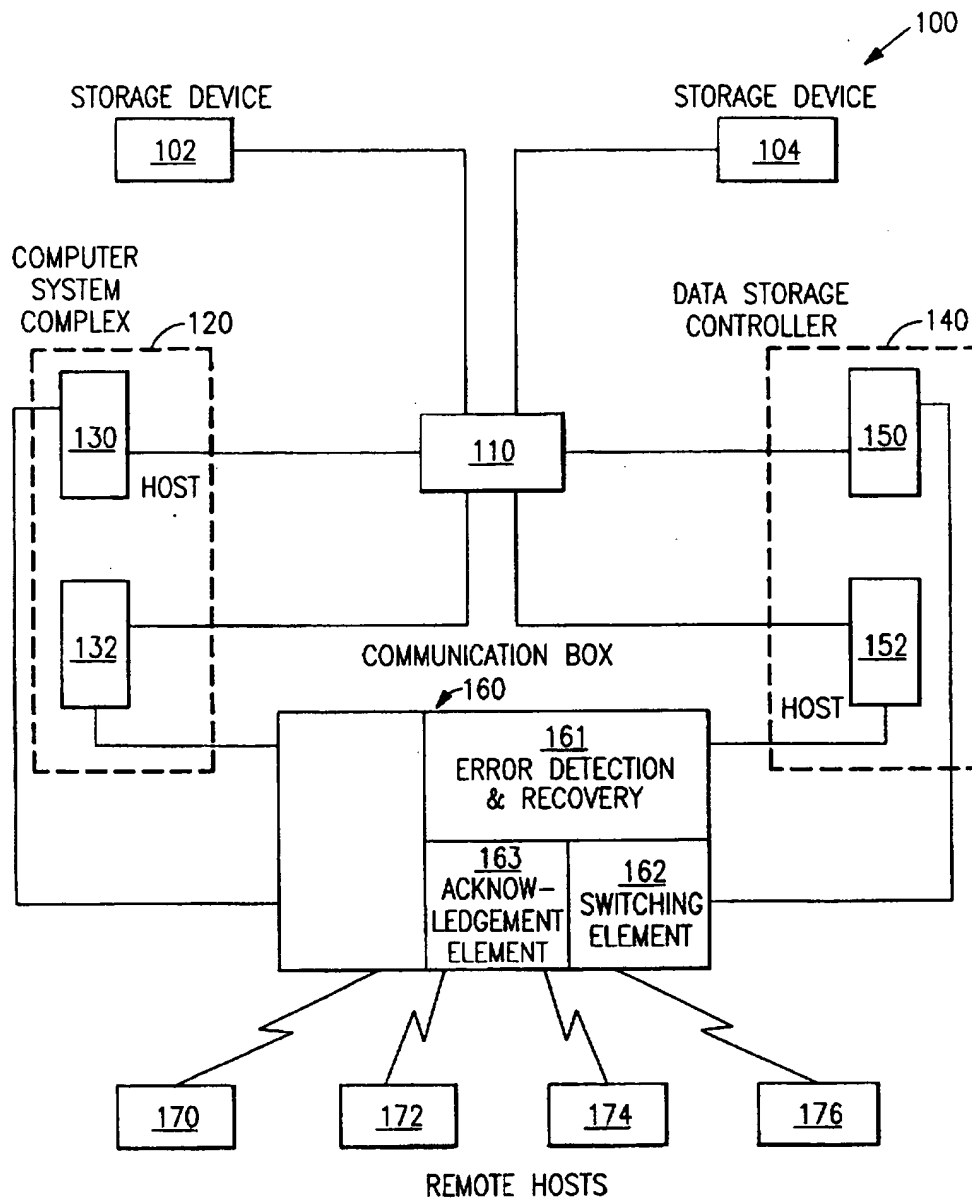 100
STORAGE DEVICE
102
STORAGE DEVICE
104
COMPUTER
SYSTEM
COMPLEX
120
DATA STORAGE
CONTROLLER
140
130
HOST
110
150
132
152
HOST
COMMUNICATION BOX
160
161
ERROR DETECTION
& RECOVERY
163
ACKNOW-
LEDGEMENT
ELEMENT
162
SWITCHING
ELEMENT
170
172
174
176
REMOTE HOSTS